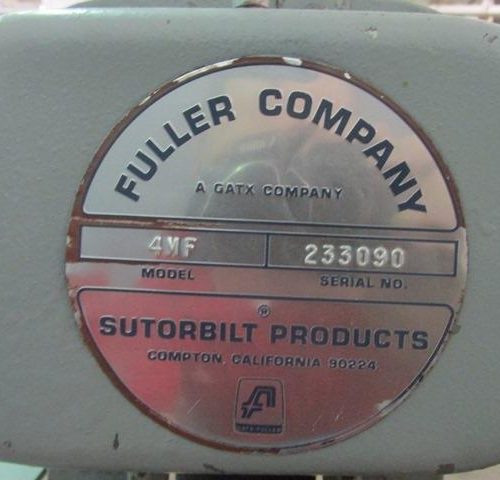 FULLER COMPANY
A GATX COMPANY
4MF 233090
MODEL SERIAL NO.
®
SUTORBILT PRODUCTS
COMPTON, CALIFORNIA 90224